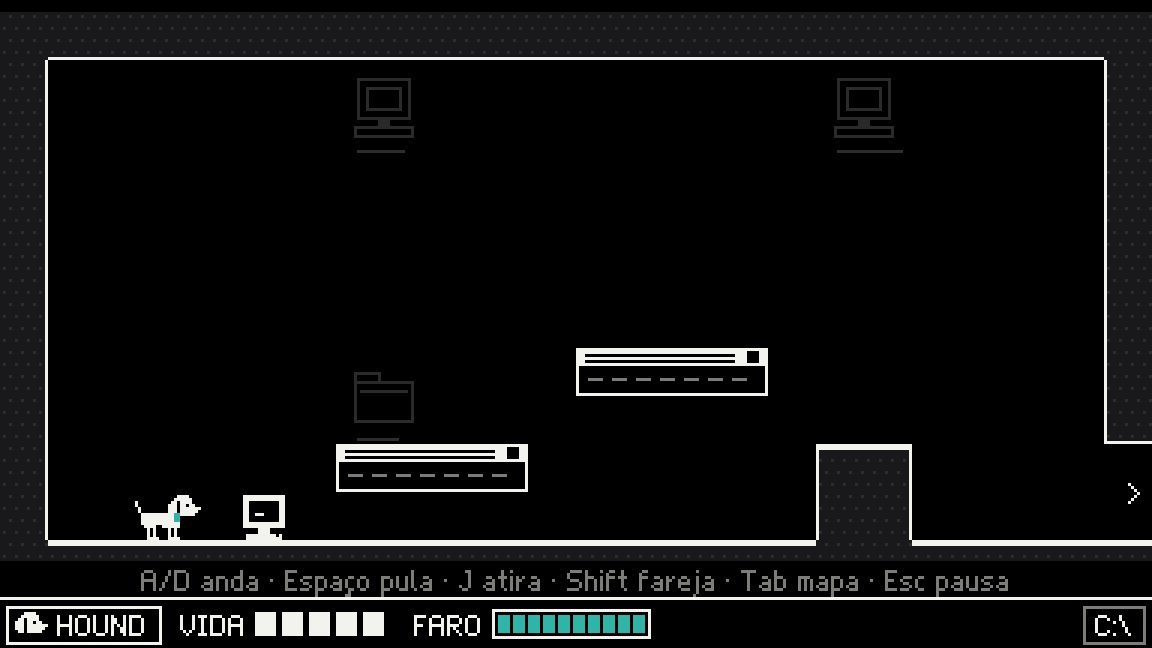 A/D anda · Espaço pula · J atira · Shift fareja · Tab mapa · Esc pausa
HOUND VIDA FARO C:\